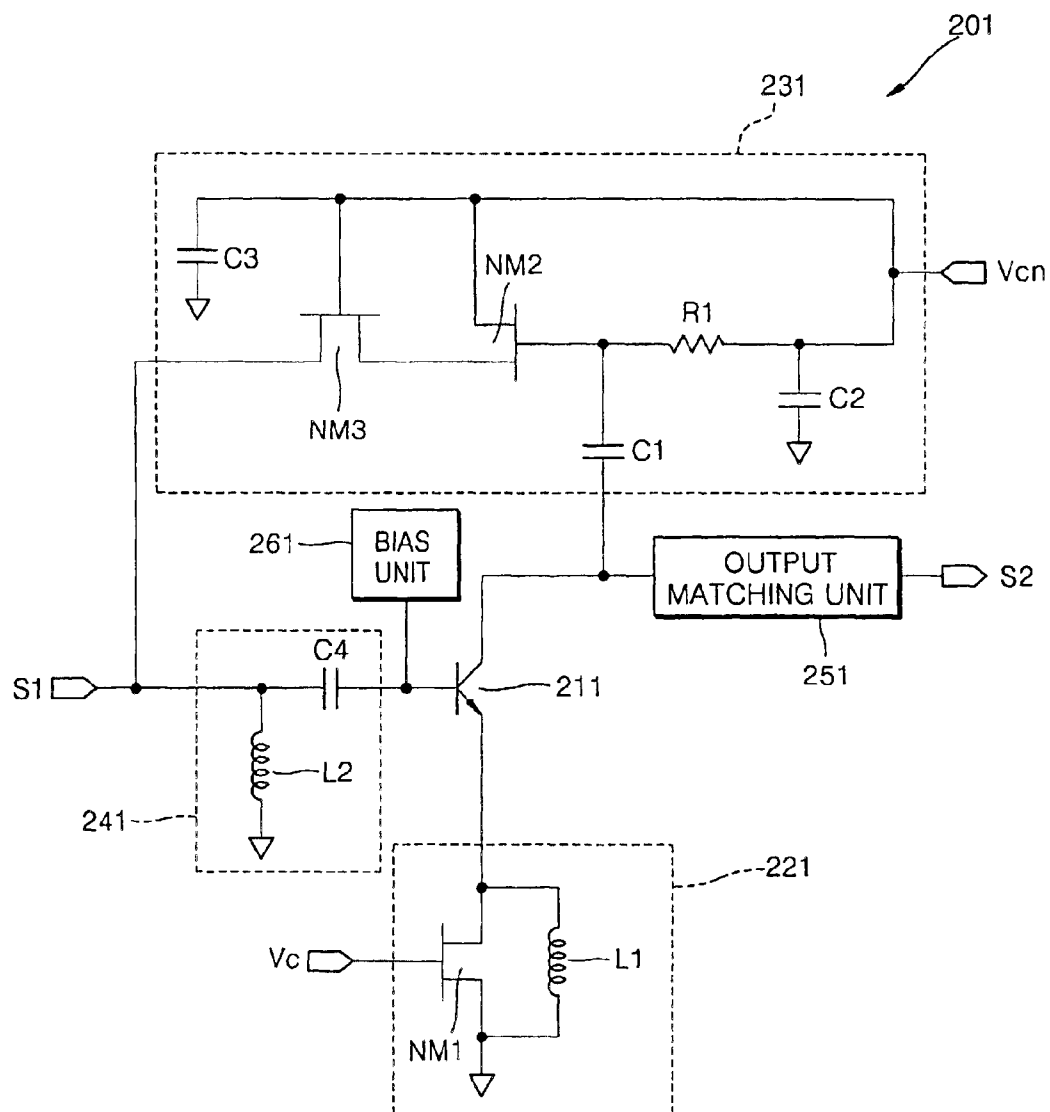 201
231
C3
NM2
Vcn
R1
C2
NM3
C1
261
BIAS
UNIT
OUTPUT
MATCHING UNIT
S2
C4
251
S1
211
L2
241
221
Vc
L1
NM1